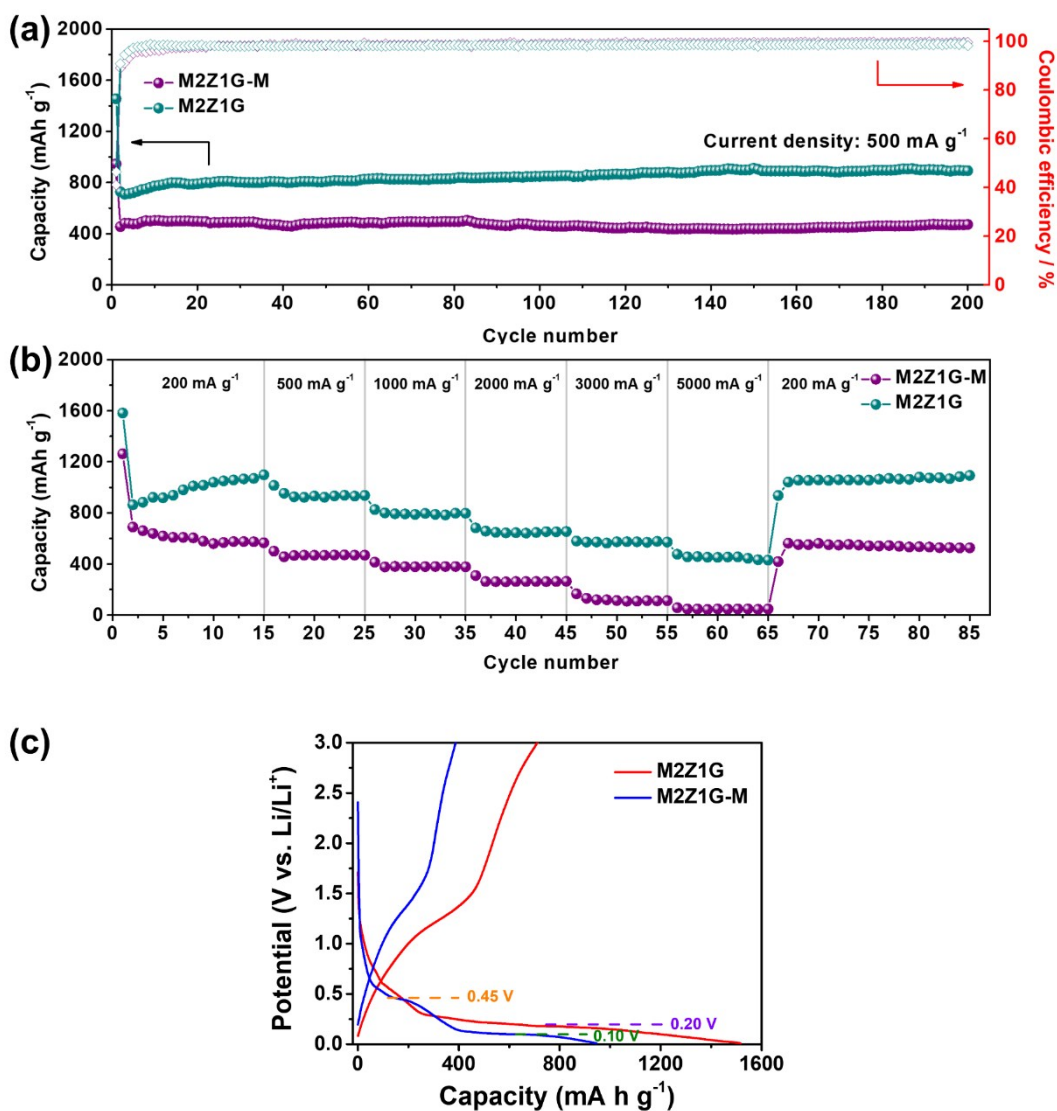 (a)
2000
1600
1200
800
400
0
Capacity (mAh g⁻¹)
M2Z1G-M
M2Z1G
Current density: 500 mA g⁻¹
100
80
60
40
20
0
Coulombic efficiency / %
0 20 40 60 80 100 120 140 160 180 200
Cycle number
(b)
2000
1600
1200
800
400
0
Capacity (mAh g⁻¹)
200 mA g⁻¹ 500 mA g⁻¹ 1000 mA g⁻¹ 2000 mA g⁻¹ 3000 mA g⁻¹ 5000 mA g⁻¹ 200 mA g⁻¹
M2Z1G-M
M2Z1G
0 5 10 15 20 25 30 35 40 45 50 55 60 65 70 75 80 85
Cycle number
(c)
3.0
2.5
2.0
1.5
1.0
0.5
0.0
Potential (V vs. Li/Li⁺)
M2Z1G
M2Z1G-M
0.45 V
0.20 V
0.10 V
0 400 800 1200 1600
Capacity (mA h g⁻¹)